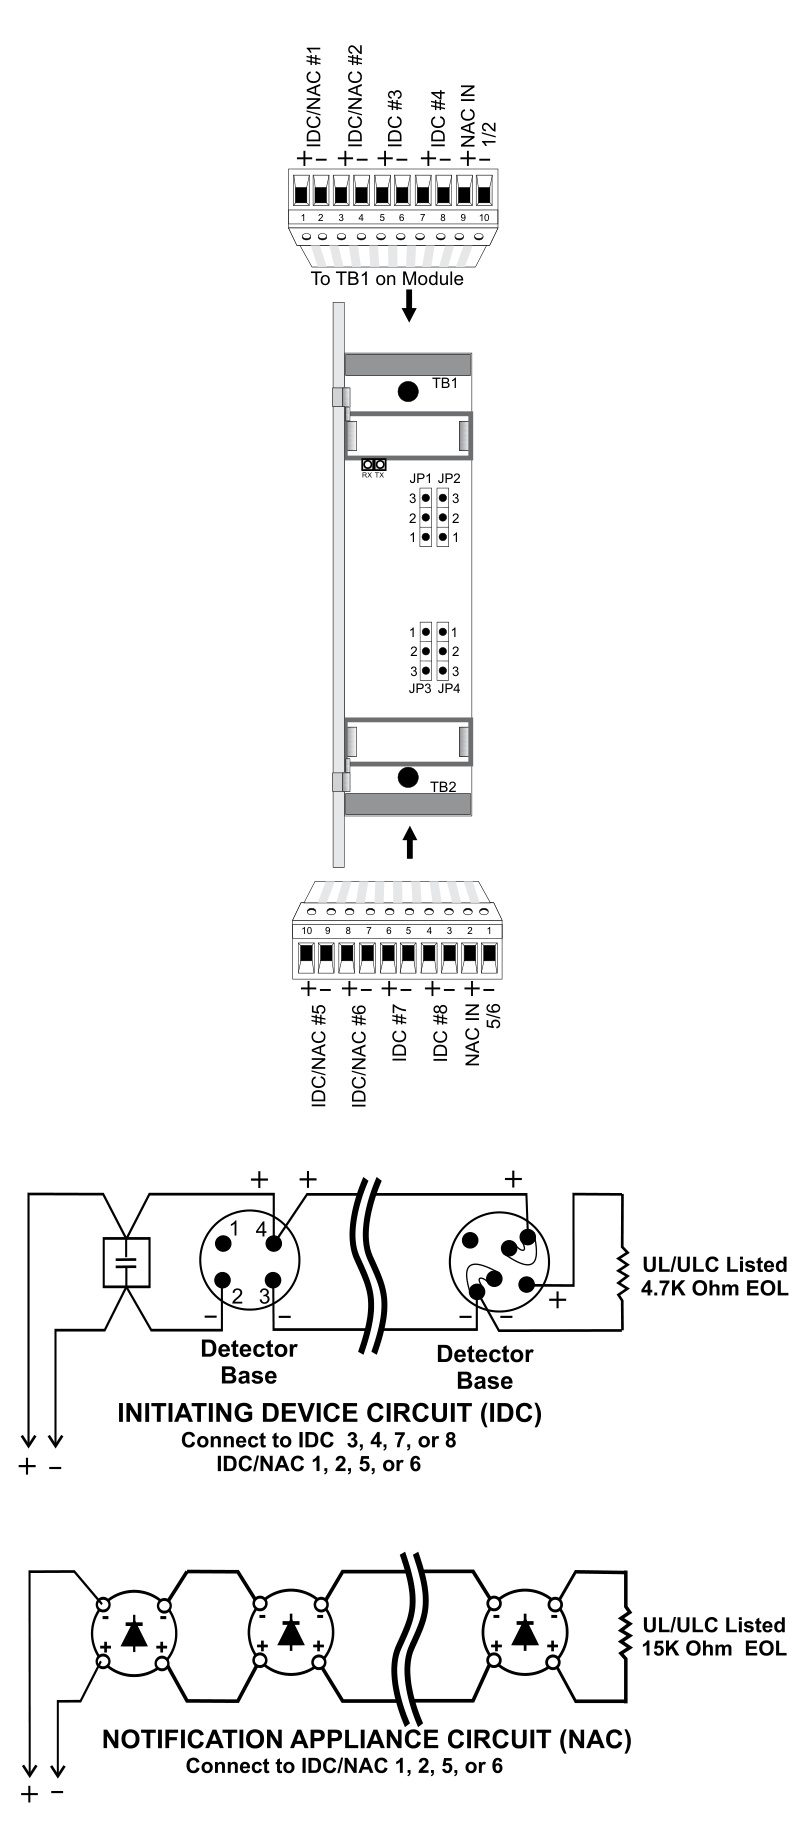 IDC/NAC #1
IDC/NAC #2
IDC #3
IDC #4
NAC IN
1/2
+ − + − + − + − + −
1 2 3 4 5 6 7 8 9 10
To TB1 on Module
TB1
RX TX
JP1 JP2
3 3
2 2
1 1
1 1
2 2
3 3
JP3 JP4
TB2
10 9 8 7 6 5 4 3 2 1
+ − + − + − + − + −
IDC/NAC #5
IDC/NAC #6
IDC #7
IDC #8
NAC IN
5/6
+ + +
1 4
2 3
− − − −
+
UL/ULC Listed
4.7K Ohm EOL
Detector
Base
Detector
Base
INITIATING DEVICE CIRCUIT (IDC)
Connect to IDC 3, 4, 7, or 8
IDC/NAC 1, 2, 5, or 6
+ −
- - - - - -
+ + + + + +
UL/ULC Listed
15K Ohm EOL
NOTIFICATION APPLIANCE CIRCUIT (NAC)
Connect to IDC/NAC 1, 2, 5, or 6
+ −